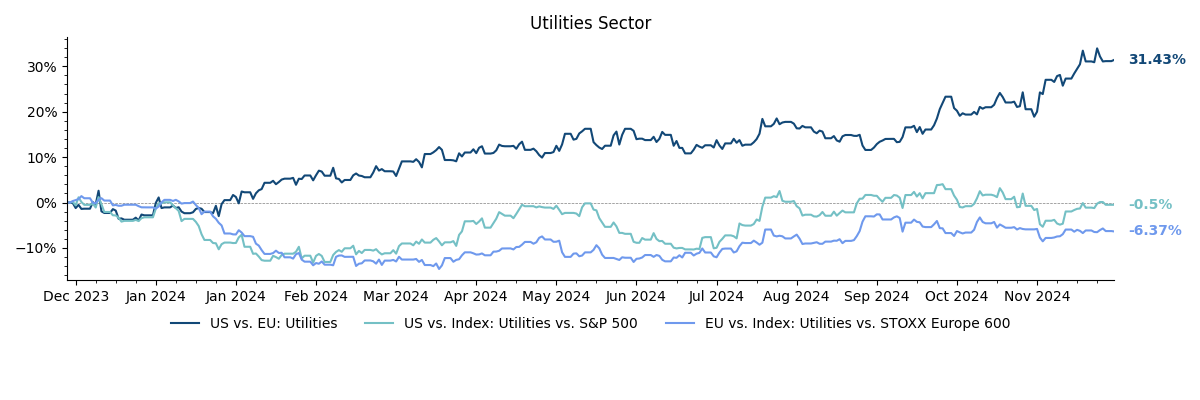 Utilities Sector
30%
20%
10%
0%
−10%
31.43%
-0.5%
-6.37%
Dec 2023 Jan 2024 Jan 2024 Feb 2024 Mar 2024 Apr 2024 May 2024 Jun 2024 Jul 2024 Aug 2024 Sep 2024 Oct 2024 Nov 2024
US vs. EU: Utilities US vs. Index: Utilities vs. S&P 500 EU vs. Index: Utilities vs. STOXX Europe 600